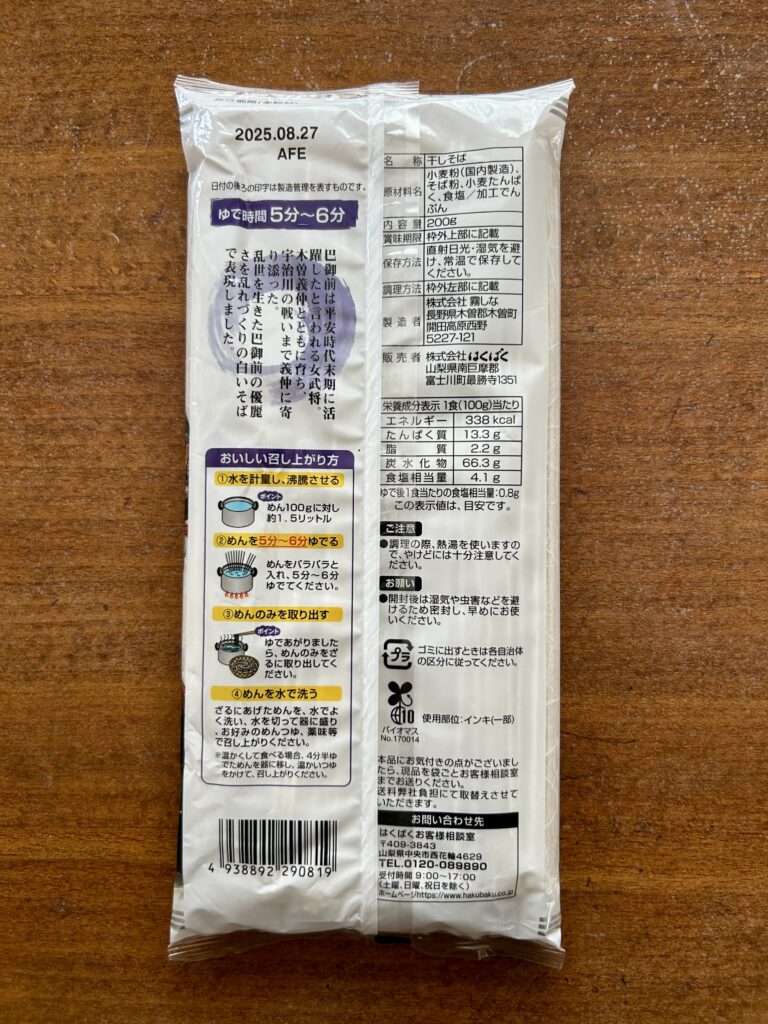 2025.08.27
AFE
日付の後ろの印字は製造管理を表すものです。
ゆで時間 5分～6分
巴御前は平安時代末期に活
躍したと言われる女武将。
木曽義仲とともに育ち、
宇治川の戦いまで義仲に寄
り添った。
乱世を生きた巴御前の優麗
さを乱れづくりの白いそば
で表現しました。
おいしい召し上がり方
①水を計量し、沸騰させる
ポイント
めん100gに対し
約1.5リットル
②めんを5分～6分ゆでる
めんをバラバラと
入れ、5分～6分
ゆでてください。
③めんのみを取り出す
ポイント
ゆであがりました
ら、めんのみをざ
るに取り出してく
ださい。
④めんを水で洗う
ざるにあげためんを、水でよ
く洗い、水を切って器に盛り
、お好みのめんつゆ、薬味等
で召し上がりください。
※温かくして食べる場合、4分半ゆ
でためんを器に移し、温かいつゆ
をかけて、召し上がりください。
4 938892 290819
名称 干しそば
原材料名 小麦粉(国内製造)、
そば粉、小麦たんぱ
く、食塩／加工でん
ぷん
内容量 200g
賞味期限 枠外上部に記載
保存方法 直射日光・湿気を避
け、常温で保存して
ください。
調理方法 枠外左部に記載
製造者 株式会社 霧しな
長野県木曽郡木曽町
開田高原西野
5227-121
販売者 株式会社はくばく
山梨県南巨摩郡
富士川町最勝寺1351
栄養成分表示 1食(100g)当たり
エネルギー 338 kcal
たんぱく質 13.3 g
脂質 2.2 g
炭水化物 66.3 g
食塩相当量 4.1 g
ゆで後1食当たりの食塩相当量:0.8g
この表示値は、目安です。
ご注意
●調理の際、熱湯を使いますの
で、やけどには十分注意してく
ださい。
お願い
●開封後は湿気や虫害などを避
けるため密封し、早めにお使
いください。
プラ
ゴミに出すときは各自治体
の区分に従ってください。
10
バイオマス
No.170014
使用部位:インキ(一部)
本品にお気付きの点がございまし
たら、現品を袋ごとお客様相談室
までお送りください。
送料弊社負担にて取替えさせて
いただきます。
お問い合わせ先
はくばくお客様相談室
〒409-3843
山梨県中央市西花輪4629
TEL.0120-089890
受付時間 9:00～17:00
(土曜、日曜、祝日を除く)
ホームページhttps://www.hakubaku.co.jp